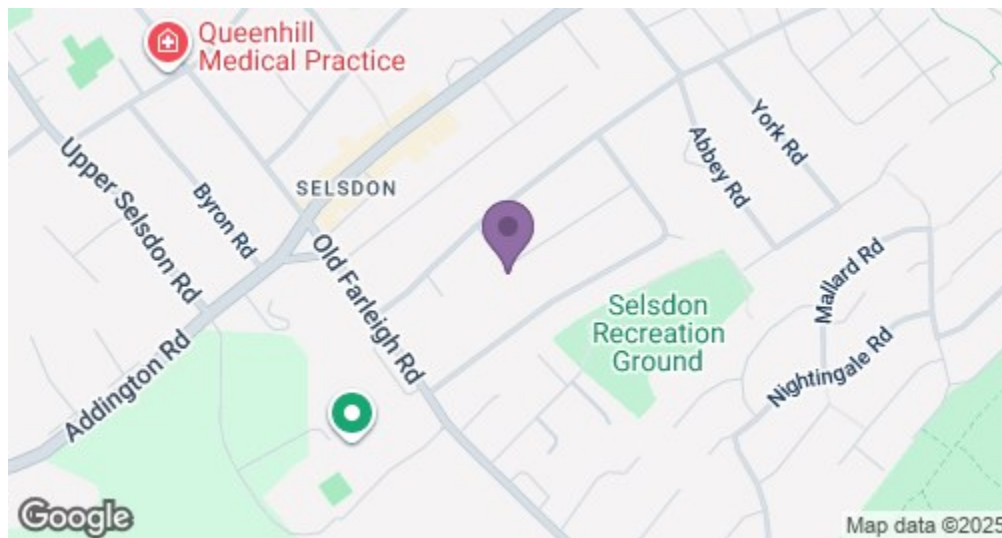 Queenhill
Medical Practice
York Rd
Abbey Rd
Upper Selsdon Rd
Byron Rd
SELSDON
Old Farleigh Rd
Mallard Rd
Selsdon
Recreation
Ground
Nightingale Rd
Addington Rd
Google
Map data ©2025